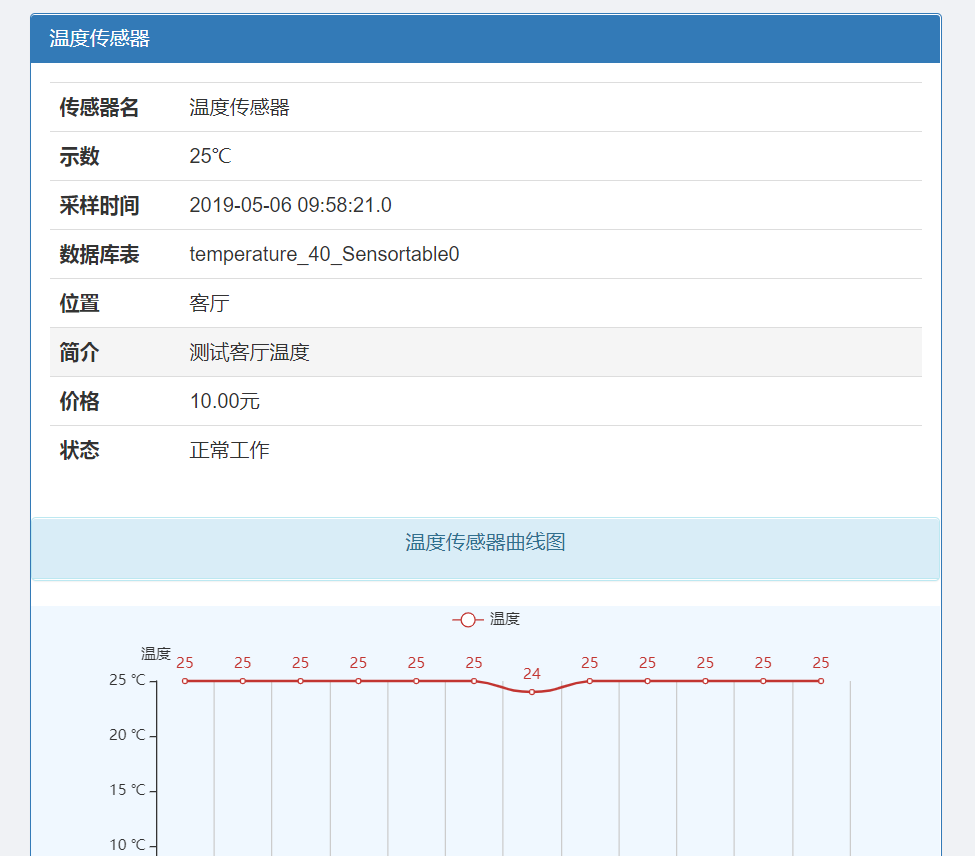 温度传感器
传感器名 温度传感器
示数 25℃
采样时间 2019-05-06 09:58:21.0
数据库表 temperature_40_Sensortable0
位置 客厅
简介 测试客厅温度
价格 10.00元
状态 正常工作
温度传感器曲线图
温度
温度
25 25 25 25 25 25 24 25 25 25 25 25
25 ℃
20 ℃
15 ℃
10 ℃